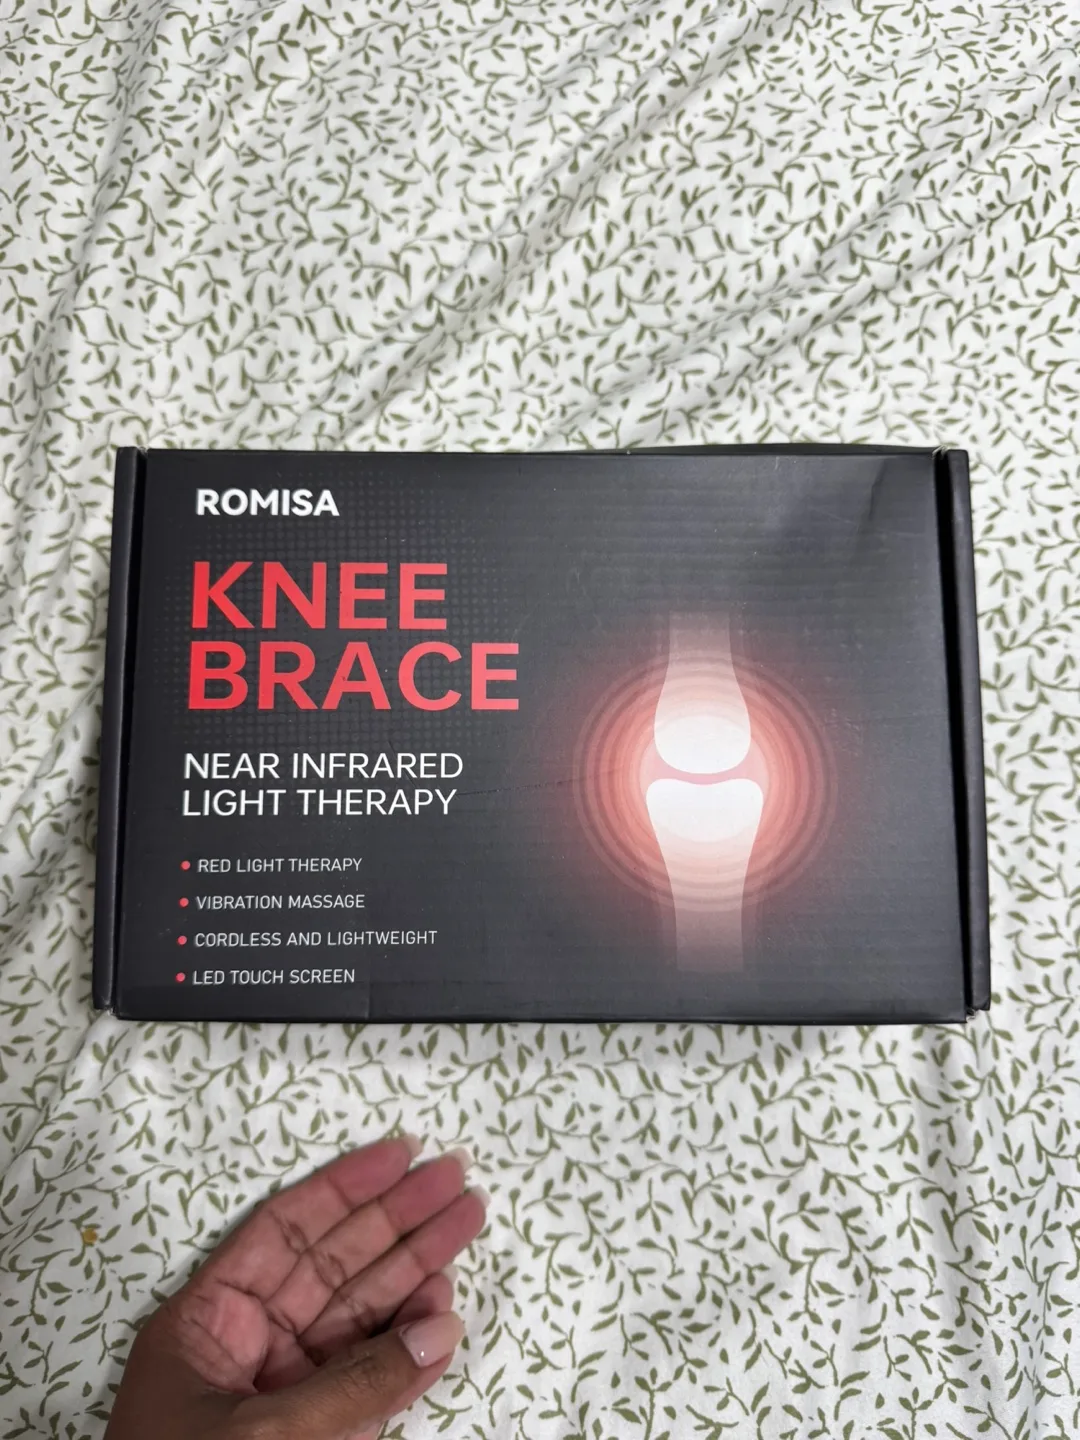 ROMISA
KNEE
BRACE
NEAR INFRARED
LIGHT THERAPY
RED LIGHT THERAPY
VIBRATION MASSAGE
CORDLESS AND LIGHTWEIGHT
LED TOUCH SCREEN